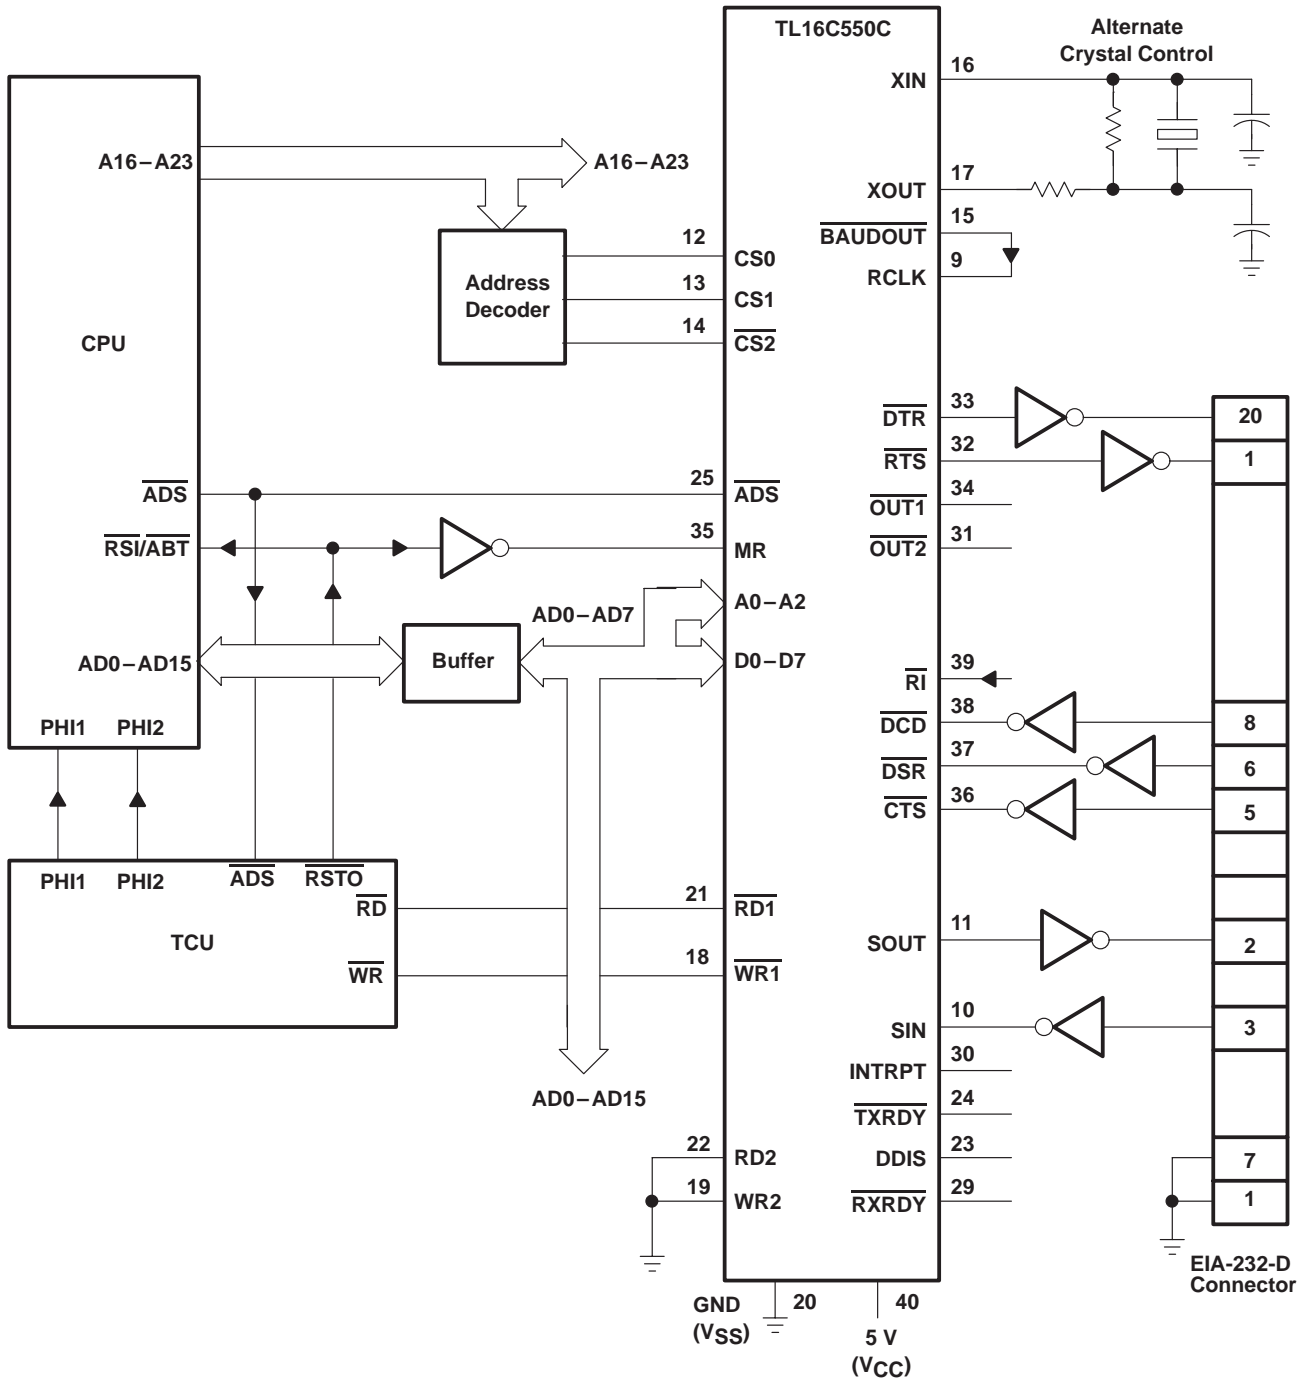 TL16C550C
Alternate
Crystal Control
XIN
16
A16–A23
A16–A23
XOUT
17
BAUDOUT
15
RCLK
9
12
CS0
Address
Decoder
13
CS1
14
CS2
CPU
DTR
33
20
RTS
32
1
ADS
25
ADS
OUT1
34
RSI/ABT
35
MR
OUT2
31
AD0–AD7
A0–A2
AD0–AD15
Buffer
D0–D7
RI
39
PHI1
PHI2
DCD
38
8
DSR
37
6
CTS
36
5
PHI1
PHI2
ADS
RSTO
RD
21
RD1
TCU
SOUT
11
2
WR
18
WR1
SIN
10
3
INTRPT
30
AD0–AD15
TXRDY
24
22
RD2
DDIS
23
7
19
WR2
RXRDY
29
1
EIA-232-D
Connector
GND
(VSS)
20
40
5 V
(VCC)